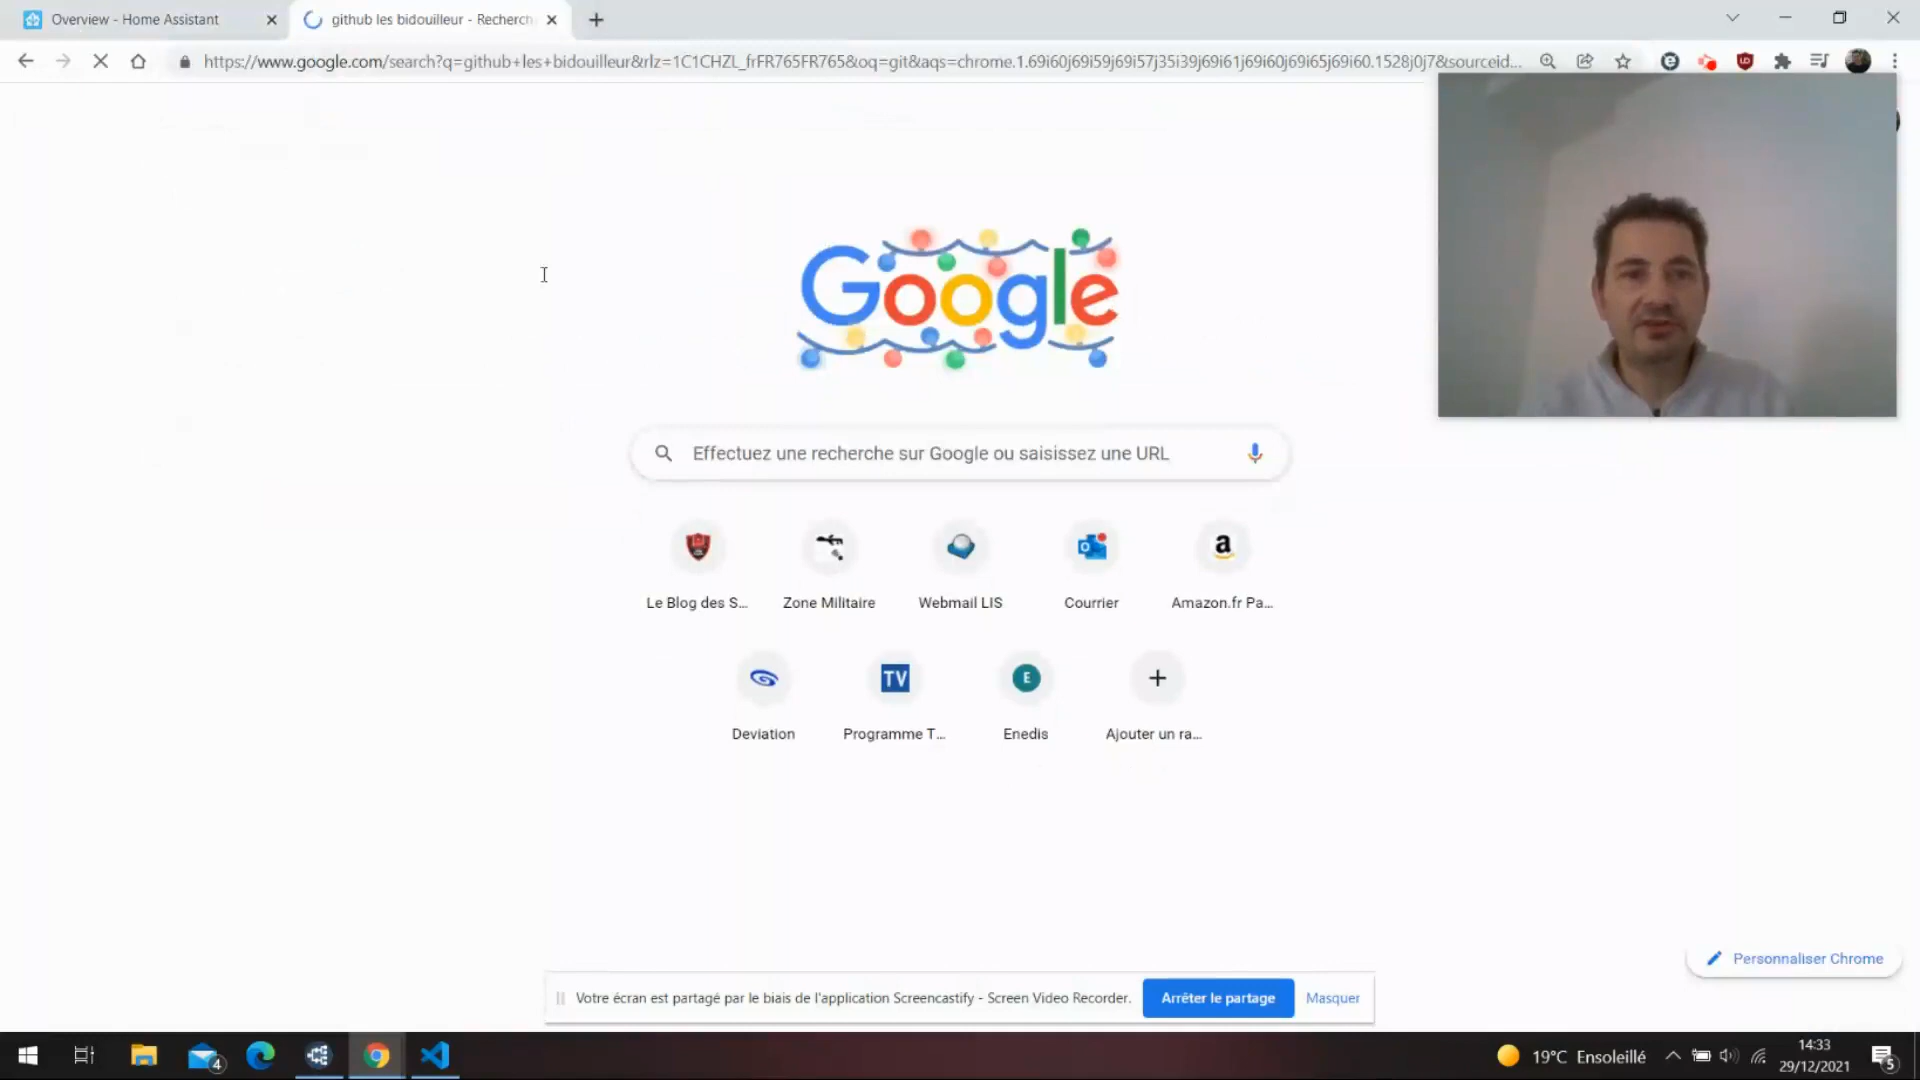 Overview - Home Assistant
github les bidouilleur - Recherch
https://www.google.com/search?q=github+les+bidouilleur&rlz=1C1CHZL_frFR765FR765&oq=git&aqs=chrome.1.69i60j69i59j69i57j35i39j69i61j69i60j69i65j69i60.1528j0j7&sourceid...
Google
Effectuez une recherche sur Google ou saisissez une URL
Le Blog des S...
Zone Militaire
Webmail LIS
Courrier
Amazon.fr Pa...
TV
E
Deviation
Programme T...
Enedis
Ajouter un ra...
Personnaliser Chrome
Votre écran est partagé par le biais de l'application Screencastify - Screen Video Recorder.
Arrêter le partage
Masquer
4
19°C Ensoleillé
14:33
29/12/2021
5